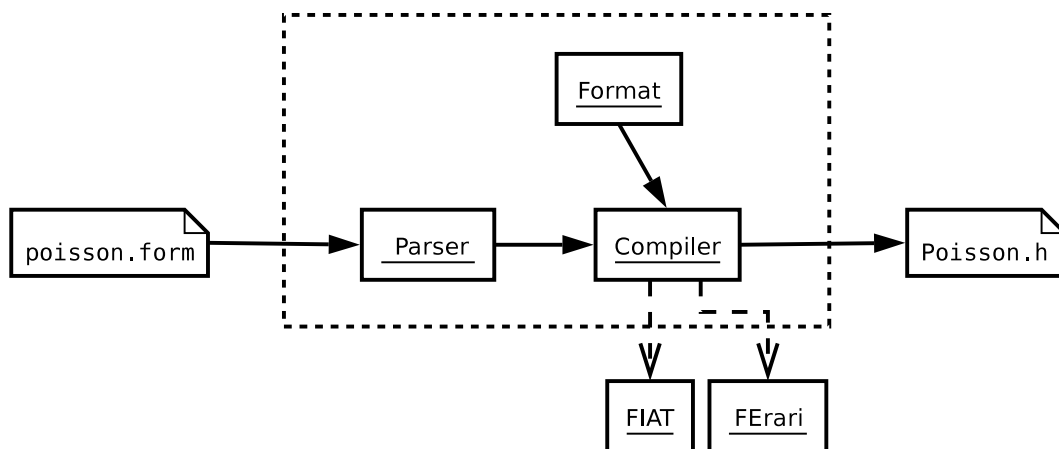 Format
poisson.form
Parser
Compiler
Poisson.h
FIAT
FErari